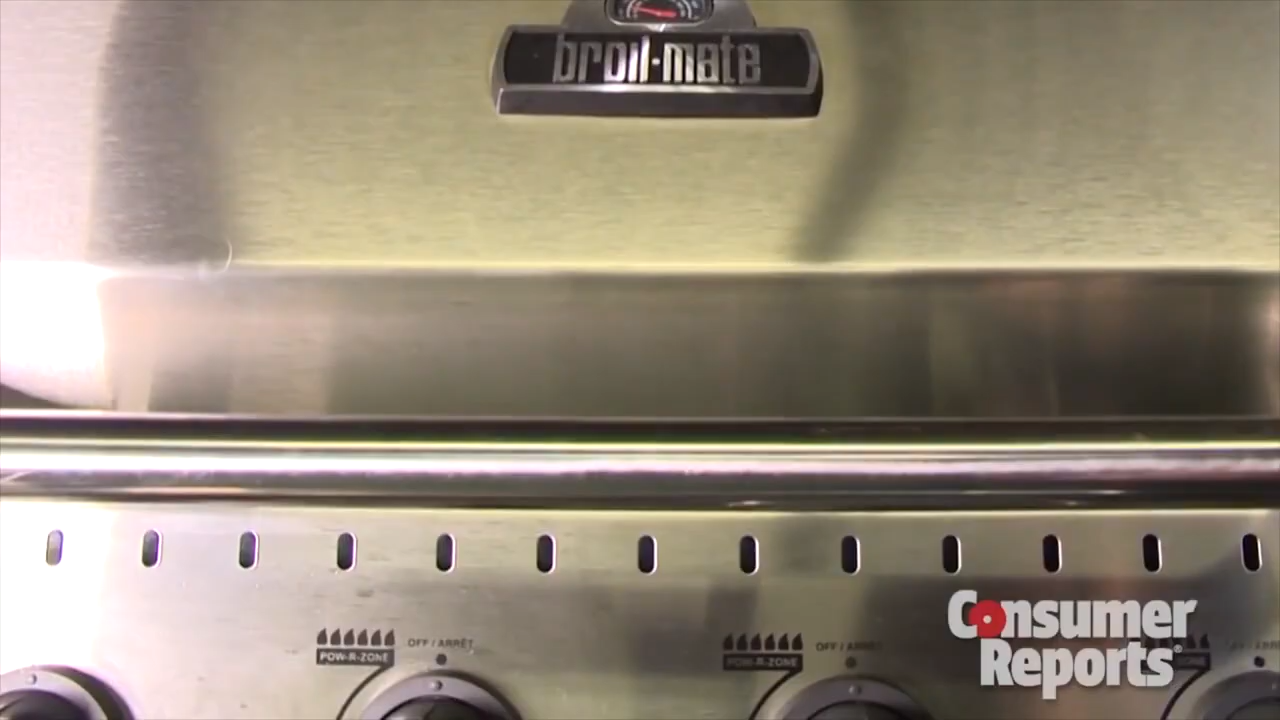 broil·mate
OFF / ARRÊT
POW-R-ZONE
OFF / ARRÊT
POW-R-ZONE
Consumer
Reports®